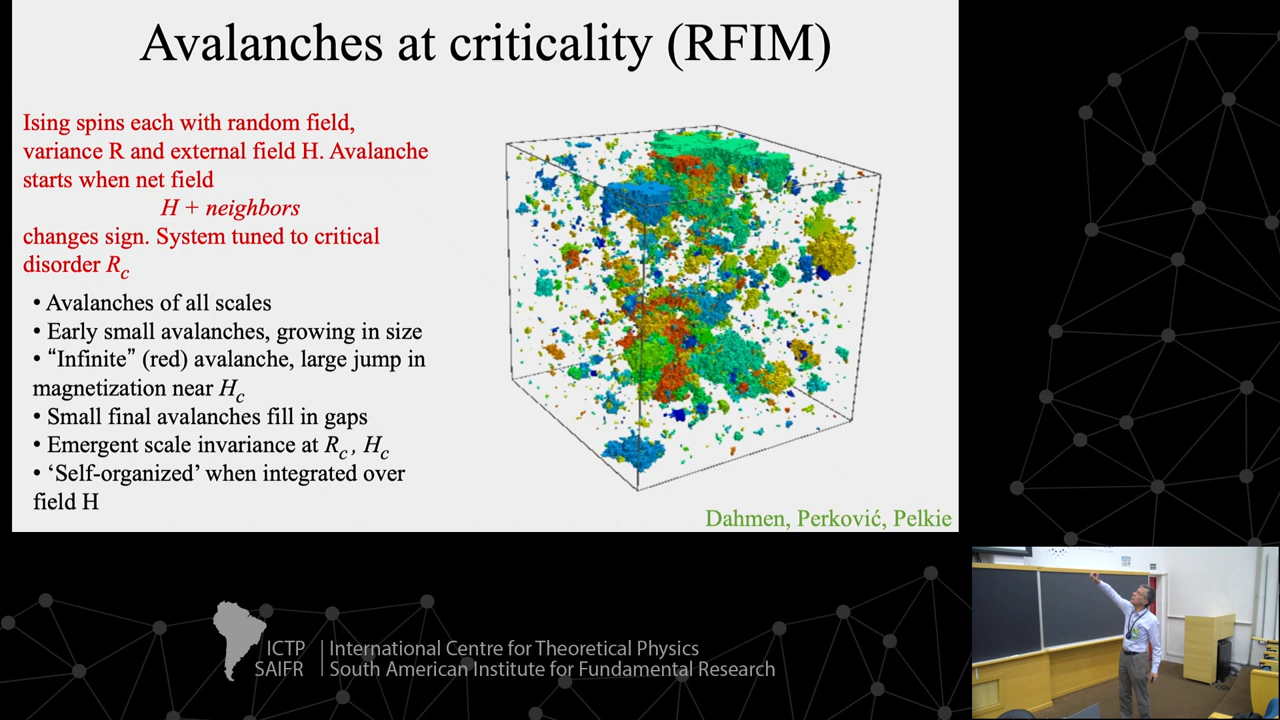 Avalanches at criticality (RFIM)
Ising spins each with random field,
variance R and external field H. Avalanche
starts when net field
H + neighbors
changes sign. System tuned to critical
disorder Rc
• Avalanches of all scales
• Early small avalanches, growing in size
• “Infinite” (red) avalanche, large jump in
magnetization near Hc
• Small final avalanches fill in gaps
• Emergent scale invariance at Rc, Hc
• ‘Self-organized’ when integrated over
field H
Dahmen, Perković, Pelkie
ICTP
SAIFR
International Centre for Theoretical Physics
South American Institute for Fundamental Research